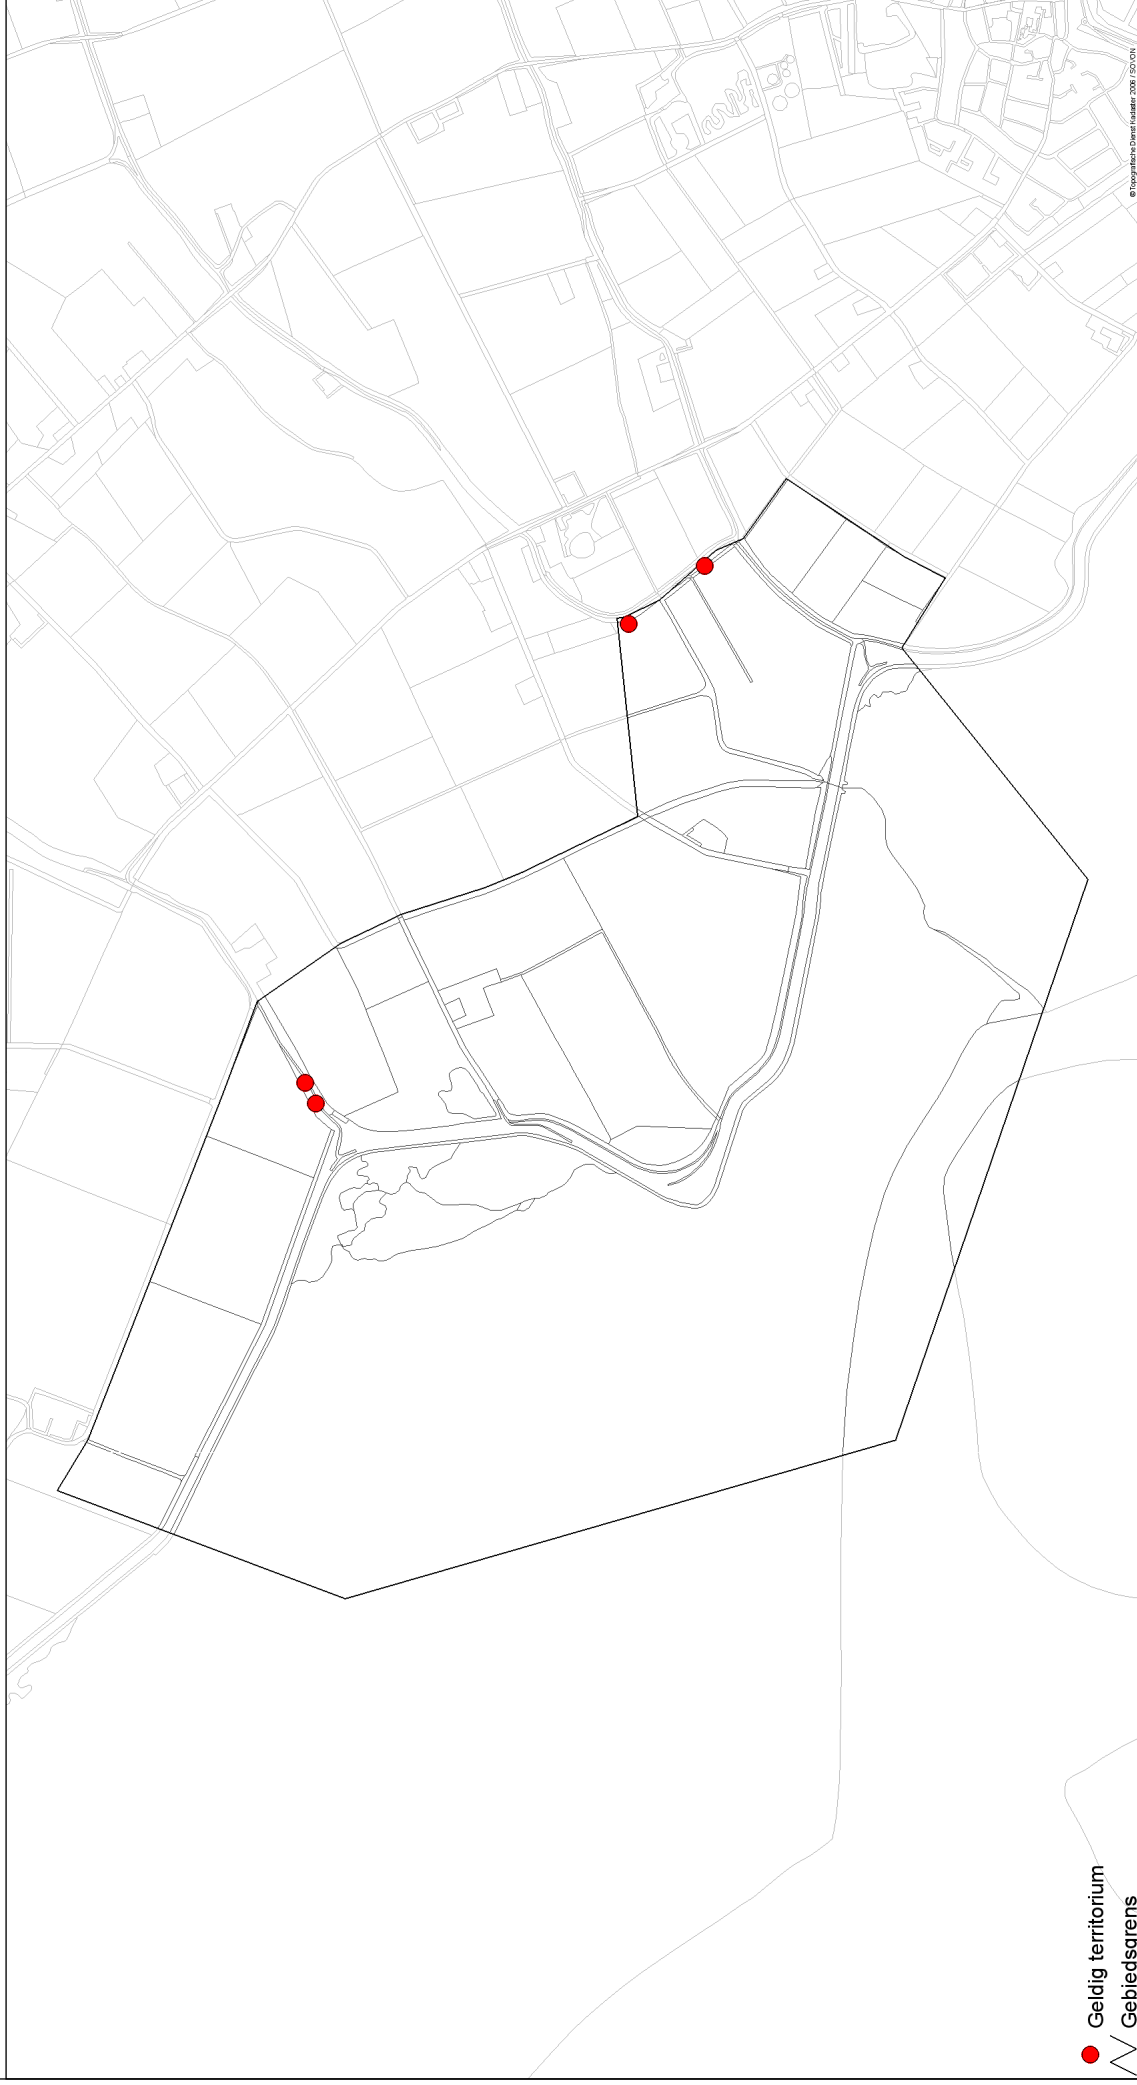 © Topografische Dienst Kadaster 2006 / SOVON
Geldig territorium
Gebiedsgrens